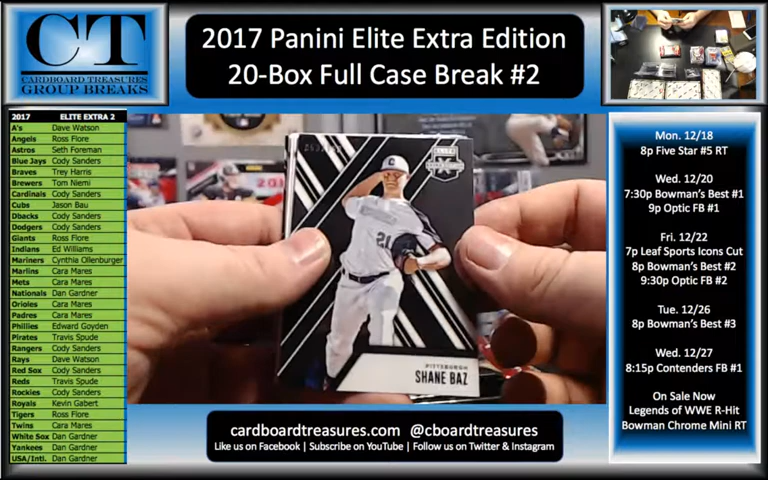 CT
CARDBOARD TREASURES
GROUP BREAKS
2017 Panini Elite Extra Edition
20-Box Full Case Break #2
2017 ELITE EXTRA 2
A's Dave Watson
Angels Ross Flore
Astros Seth Foreman
Blue Jays Cody Sanders
Braves Trey Harris
Brewers Tom Niemi
Cardinals Cody Sanders
Cubs Jason Bau
Dbacks Cody Sanders
Dodgers Cody Sanders
Giants Ross Flore
Indians Ed Williams
Mariners Cynthia Ollenburger
Marlins Cara Mares
Mets Cara Mares
Nationals Dan Gardner
Orioles Cara Mares
Padres Cara Mares
Phillies Edward Goyden
Pirates Travis Spude
Rangers Cody Sanders
Rays Dave Watson
Red Sox Cody Sanders
Reds Travis Spude
Rockies Cody Sanders
Royals Kevin Gabert
Tigers Ross Flore
Twins Cara Mares
White Sox Dan Gardner
Yankees Dan Gardner
USA/Intl. Dan Gardner
ELITE
21
PITTSBURGH
SHANE BAZ
Mon. 12/18
8p Five Star #5 RT
Wed. 12/20
7:30p Bowman's Best #1
9p Optic FB #1
Fri. 12/22
7p Leaf Sports Icons Cut
8p Bowman's Best #2
9:30p Optic FB #2
Tue. 12/26
8p Bowman's Best #3
Wed. 12/27
8:15p Contenders FB #1
On Sale Now
Legends of WWE R-Hit
Bowman Chrome Mini RT
cardboardtreasures.com @cboardtreasures
Like us on Facebook | Subscribe on YouTube | Follow us on Twitter & Instagram